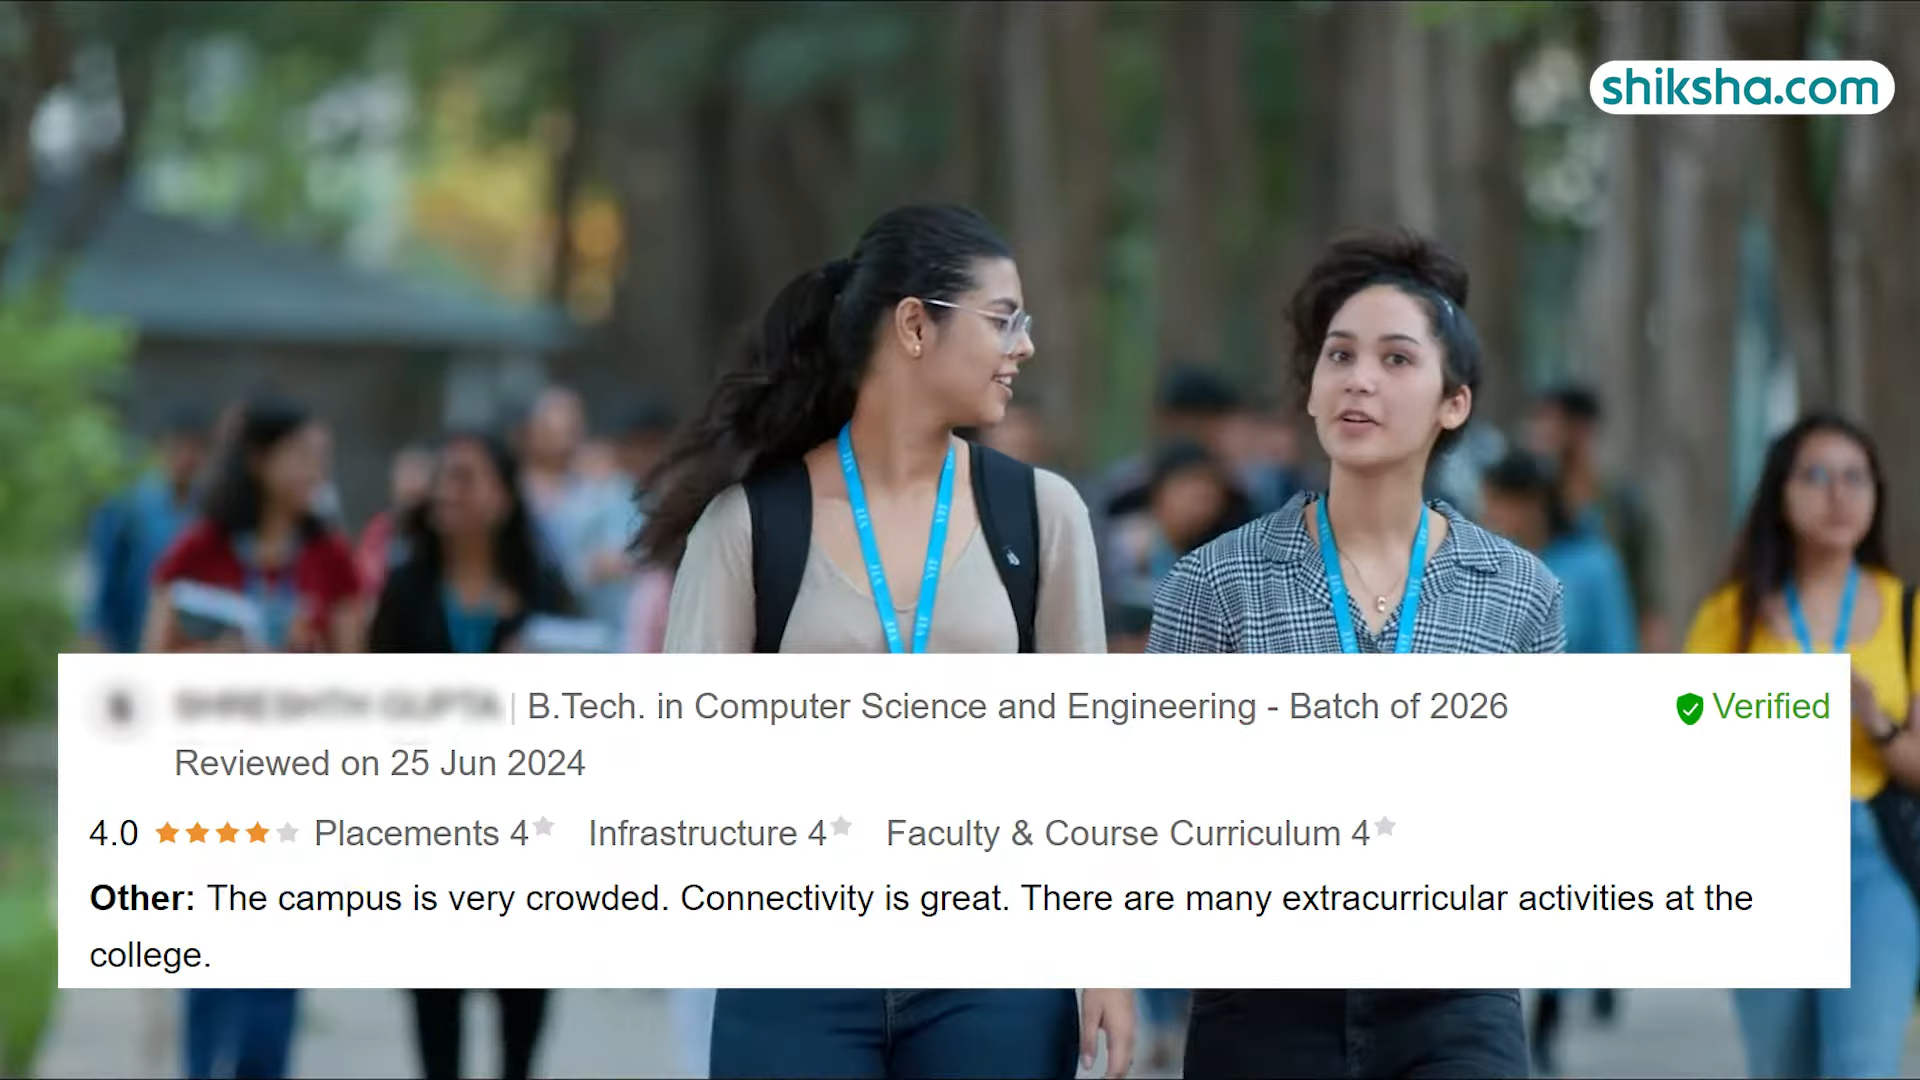 shiksha.com
| B.Tech. in Computer Science and Engineering - Batch of 2026
Verified
Reviewed on 25 Jun 2024
4.0 Placements 4 Infrastructure 4 Faculty & Course Curriculum 4
Other: The campus is very crowded. Connectivity is great. There are many extracurricular activities at the
college.